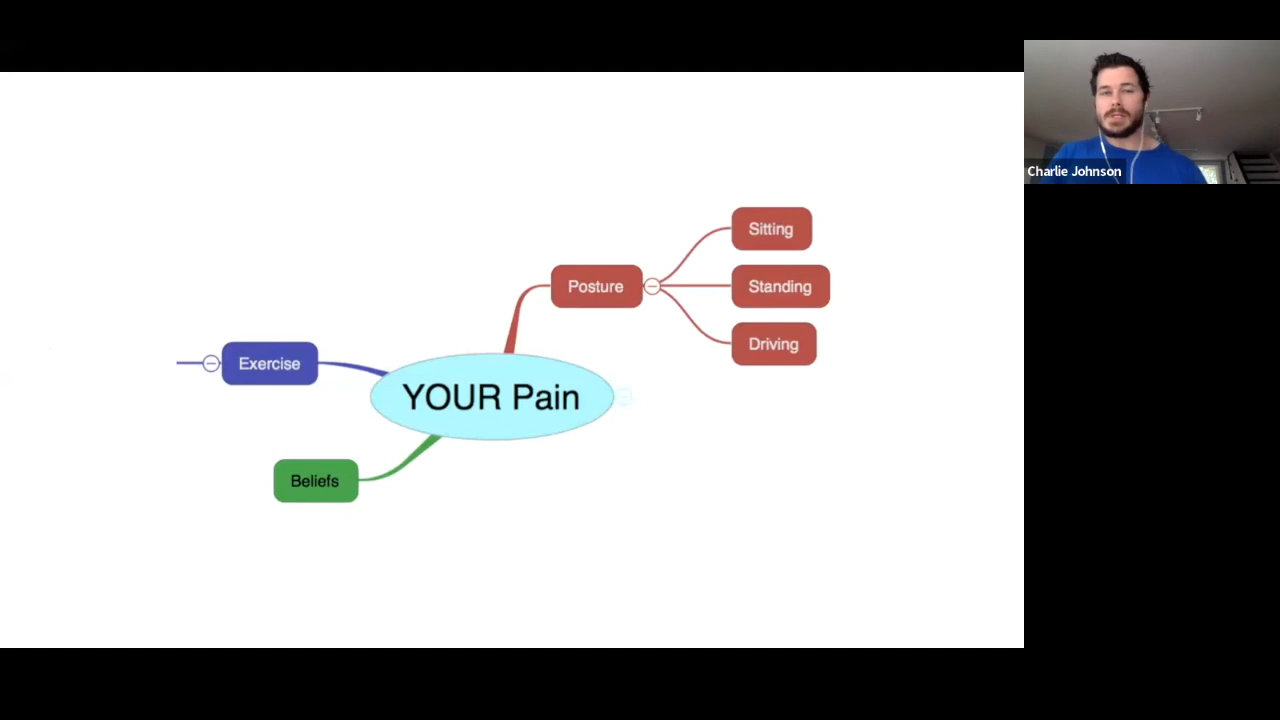 Charlie Johnson
Sitting
Posture
Standing
Driving
Exercise
YOUR Pain
Beliefs